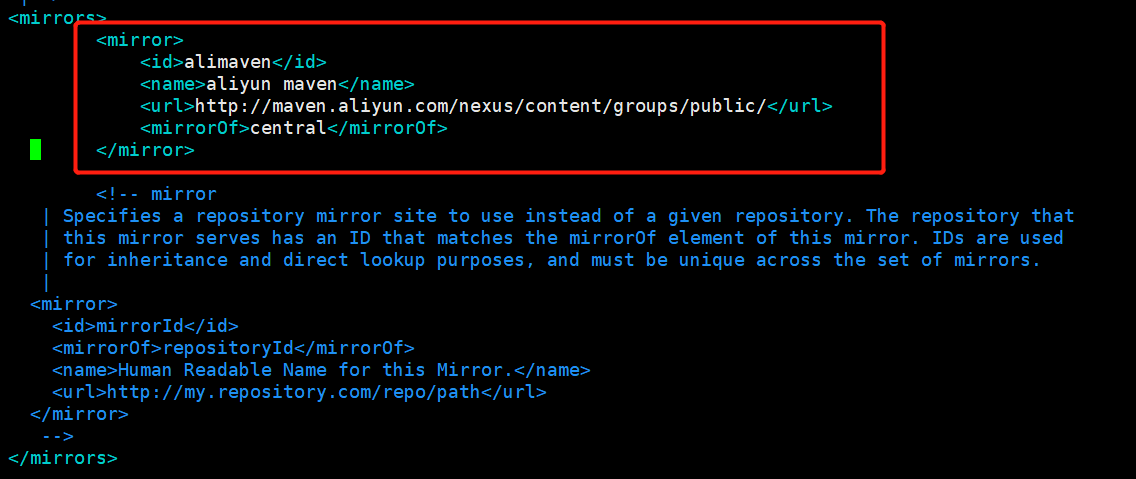 <mirrors>
<mirror>
<id>alimaven</id>
<name>aliyun maven</name>
<url>http://maven.aliyun.com/nexus/content/groups/public/</url>
<mirrorOf>central</mirrorOf>
</mirror>
<!-- mirror
| Specifies a repository mirror site to use instead of a given repository. The repository that
| this mirror serves has an ID that matches the mirrorOf element of this mirror. IDs are used
| for inheritance and direct lookup purposes, and must be unique across the set of mirrors.
|
<mirror>
<id>mirrorId</id>
<mirrorOf>repositoryId</mirrorOf>
<name>Human Readable Name for this Mirror.</name>
<url>http://my.repository.com/repo/path</url>
</mirror>
-->
</mirrors>